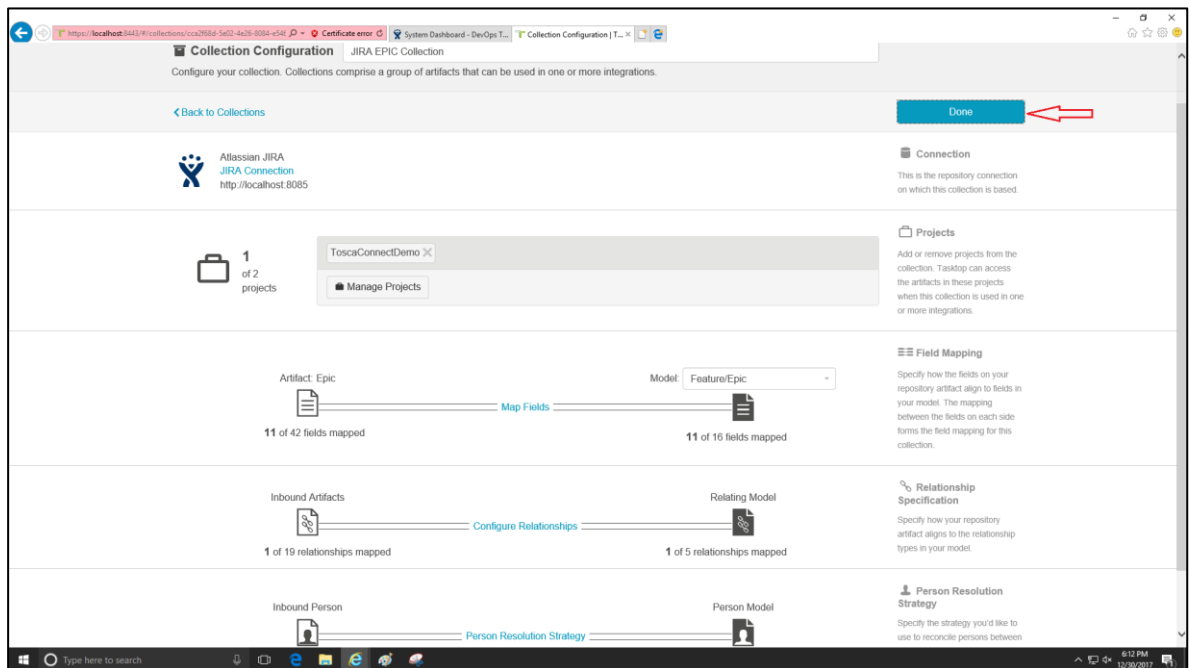 https://localhost:8443/#/collections/cca2f68d-5e02-4e26-8084-e54f
Certificate error
System Dashboard - DevOps T...
Collection Configuration | T...
Collection Configuration
JIRA EPIC Collection
Configure your collection. Collections comprise a group of artifacts that can be used in one or more integrations.
Back to Collections
Done
Atlassian JIRA
JIRA Connection
http://localhost:8085
Connection
This is the repository connection
on which this collection is based.
1
of 2
projects
ToscaConnectDemo
Manage Projects
Projects
Add or remove projects from the
collection. Tasktop can access
the artifacts in these projects
when this collection is used in one
or more integrations.
Artifact: Epic
Model: Feature/Epic
Map Fields
11 of 42 fields mapped
11 of 16 fields mapped
Field Mapping
Specify how the fields on your
repository artifact align to fields in
your model. The mapping
between the fields on each side
forms the field mapping for this
collection.
Inbound Artifacts
Relating Model
Configure Relationships
1 of 19 relationships mapped
1 of 5 relationships mapped
Relationship
Specification
Specify how your repository
artifact aligns to the relationship
types in your model.
Inbound Person
Person Model
Person Resolution Strategy
Person Resolution
Strategy
Specify the strategy you'd like to
use to reconcile persons between
Type here to search
6:12 PM
12/30/2017